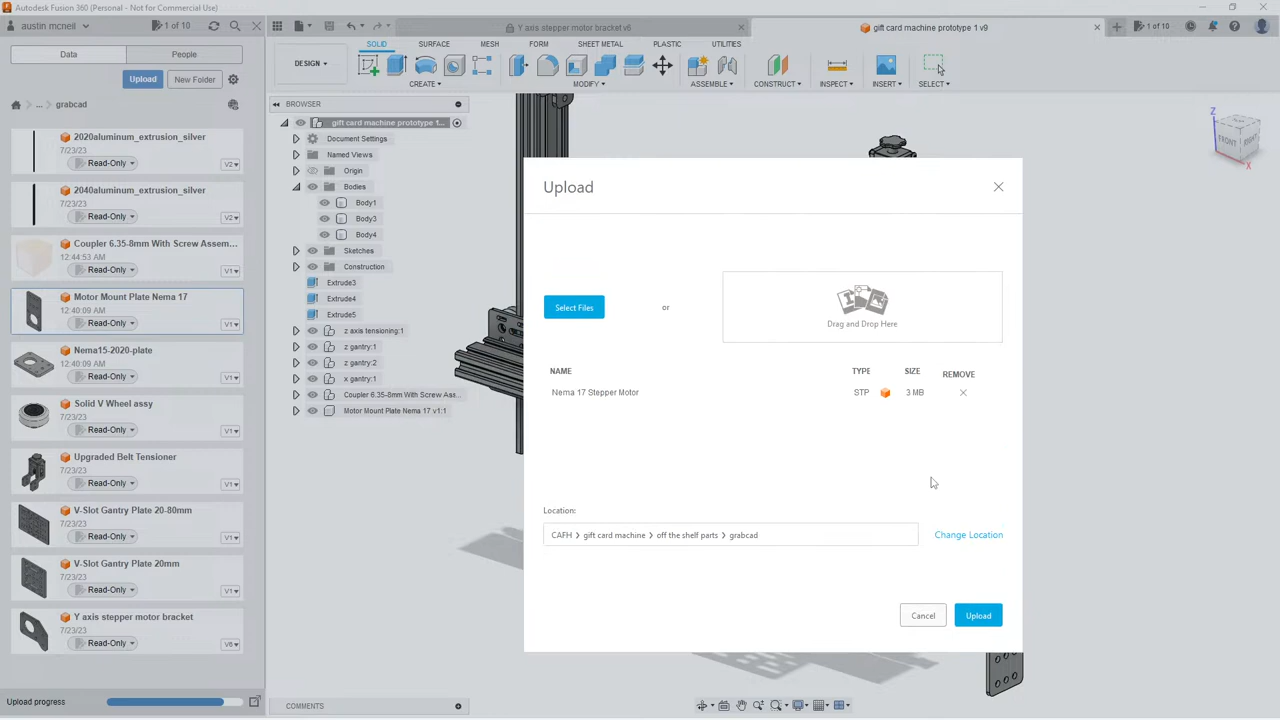 Autodesk Fusion 360 (Personal - Not for Commercial Use)
austin mcneil
1 of 10
Y axis stepper motor bracket v6
gift card machine prototype 1 v9
1 of 10
Data
People
Upload
New Folder
... grabcad
DESIGN
SOLID
SURFACE
MESH
FORM
SHEET METAL
PLASTIC
UTILITIES
CREATE
MODIFY
ASSEMBLE
CONSTRUCT
INSPECT
INSERT
SELECT
2020aluminum_extrusion_silver
7/23/23
Read-Only
V2
2040aluminum_extrusion_silver
7/23/23
Read-Only
V2
Coupler 6.35-8mm With Screw Assem...
12:44:53 AM
Read-Only
V1
Motor Mount Plate Nema 17
12:40:09 AM
Read-Only
V1
Nema15-2020-plate
12:40:09 AM
Read-Only
V1
Solid V Wheel assy
7/23/23
Read-Only
V1
Upgraded Belt Tensioner
7/23/23
Read-Only
V1
V-Slot Gantry Plate 20-80mm
7/23/23
Read-Only
V1
V-Slot Gantry Plate 20mm
7/23/23
Read-Only
V1
Y axis stepper motor bracket
7/23/23
Read-Only
V6
Upload progress
BROWSER
gift card machine prototype 1...
Document Settings
Named Views
Origin
Bodies
Body1
Body3
Body4
Sketches
Construction
Extrude3
Extrude4
Extrude5
z axis tensioning:1
z gantry:1
z gantry:2
x gantry:1
Coupler 6.35-8mm With Screw Ass...
Motor Mount Plate Nema 17 v1:1
COMMENTS
Z
FRONT
X
Upload
Select Files
or
Drag and Drop Here
NAME
TYPE
SIZE
REMOVE
Nema 17 Stepper Motor
STP
3 MB
Location:
CAFH > gift card machine > off the shelf parts > grabcad
Change Location
Cancel
Upload